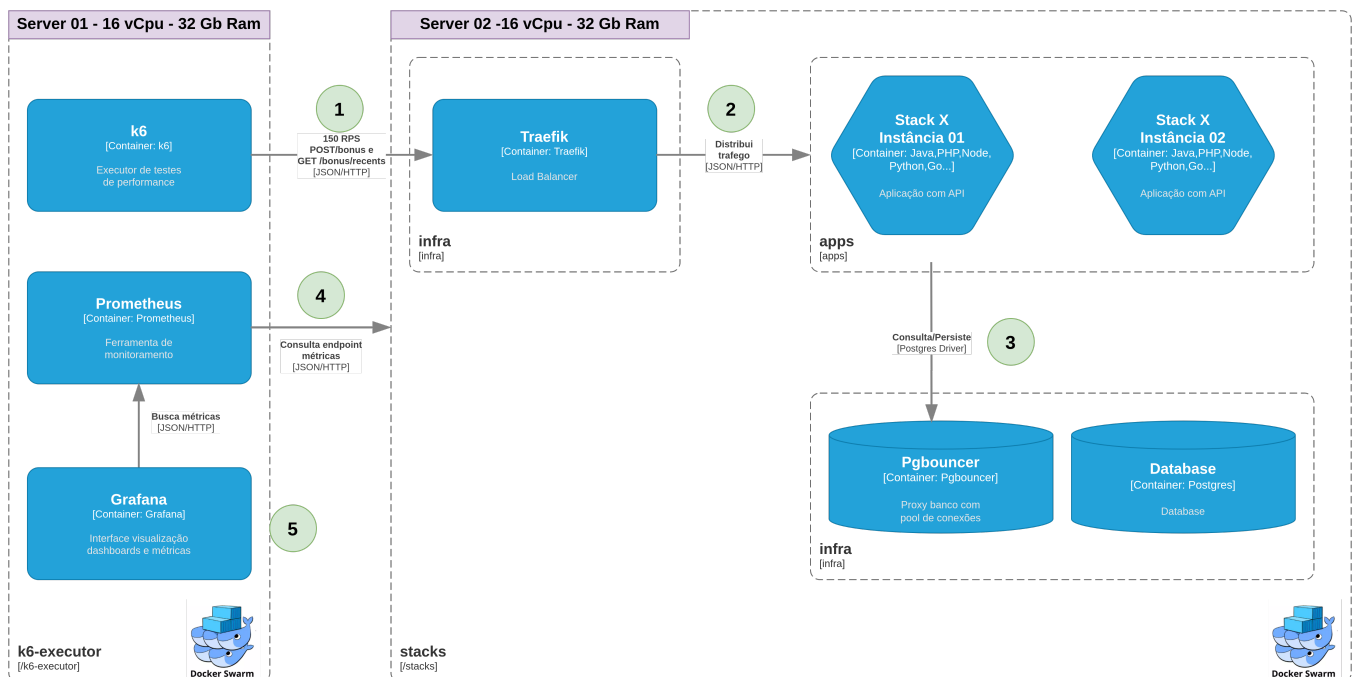 Server 01 - 16 vCpu - 32 Gb Ram
Server 02 -16 vCpu - 32 Gb Ram
k6
[Container: k6]
Executor de testes
de performance
1
150 RPS
POST/bonus e
GET /bonus/recents
[JSON/HTTP]
Traefik
[Container: Traefik]
Load Balancer
infra
[infra]
2
Distribui
trafego
[JSON/HTTP]
Stack X
Instância 01
[Container: Java,PHP,Node,
Python,Go...]
Aplicação com API
Stack X
Instância 02
[Container: Java,PHP,Node,
Python,Go...]
Aplicação com API
apps
[apps]
Prometheus
[Container: Prometheus]
Ferramenta de
monitoramento
4
Consulta endpoint
métricas
[JSON/HTTP]
Consulta/Persiste
[Postgres Driver]
3
Busca métricas
[JSON/HTTP]
Grafana
[Container: Grafana]
Interface visualização
dashboards e métricas
5
Pgbouncer
[Container: Pgbouncer]
Proxy banco com
pool de conexões
Database
[Container: Postgres]
Database
infra
[infra]
k6-executor
[/k6-executor]
Docker Swarm
stacks
[/stacks]
Docker Swarm